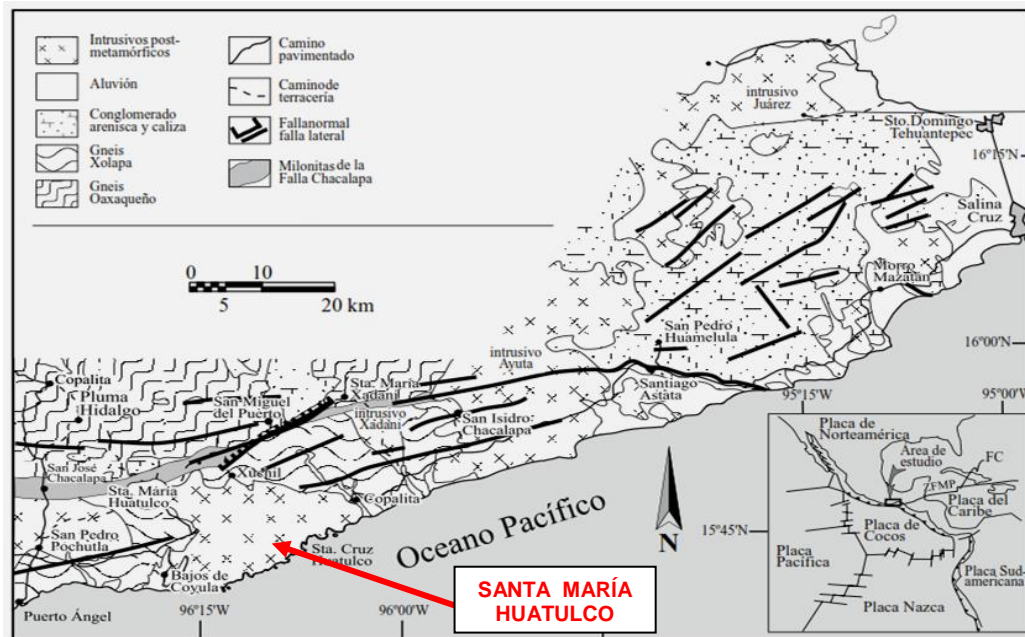 Intrusivos post-
metamórficos
Aluvión
Conglomerado
arenisca y caliza
Gneis
Xolapa
Gneis
Oaxaqueño
Camino
pavimentado
Caminode
terracería
Fallanormal
falla lateral
Milonitas de la
Falla Chacalapa
0 10
5 20 km
intrusivo
Juárez
Sto. Domingo
Tehuantepec
16°15'N
Salina
Cruz
Morro
Mazatán
San Pedro
Huamelula
16°00'N
intrusivo
Ayuta
Santiago
Astata
95°15'W
95°00'W
Copalita
Pluma
Hidalgo
Sta. María
Xadani
San Miguel
del Puerto
intrusivo
Xadani
San Isidro
Chacalapa
San José
Chacalapa
Xuchil
Sta. María
Huatulco
Copalita
San Pedro
Pochutla
Sta. Cruz
Huatulco
Bajos de
Coyula
Puerto Ángel
96°15'W
96°00'W
Oceano Pacífico
N
15°45'N
SANTA MARÍA
HUATULCO
Placa de
Norteamérica
Area de
estudio
FC
ZFMP
Placa del
Caribe
Placa de
Cocos
Placa
Pacífica
Placa Sud-
americana
Placa Nazca